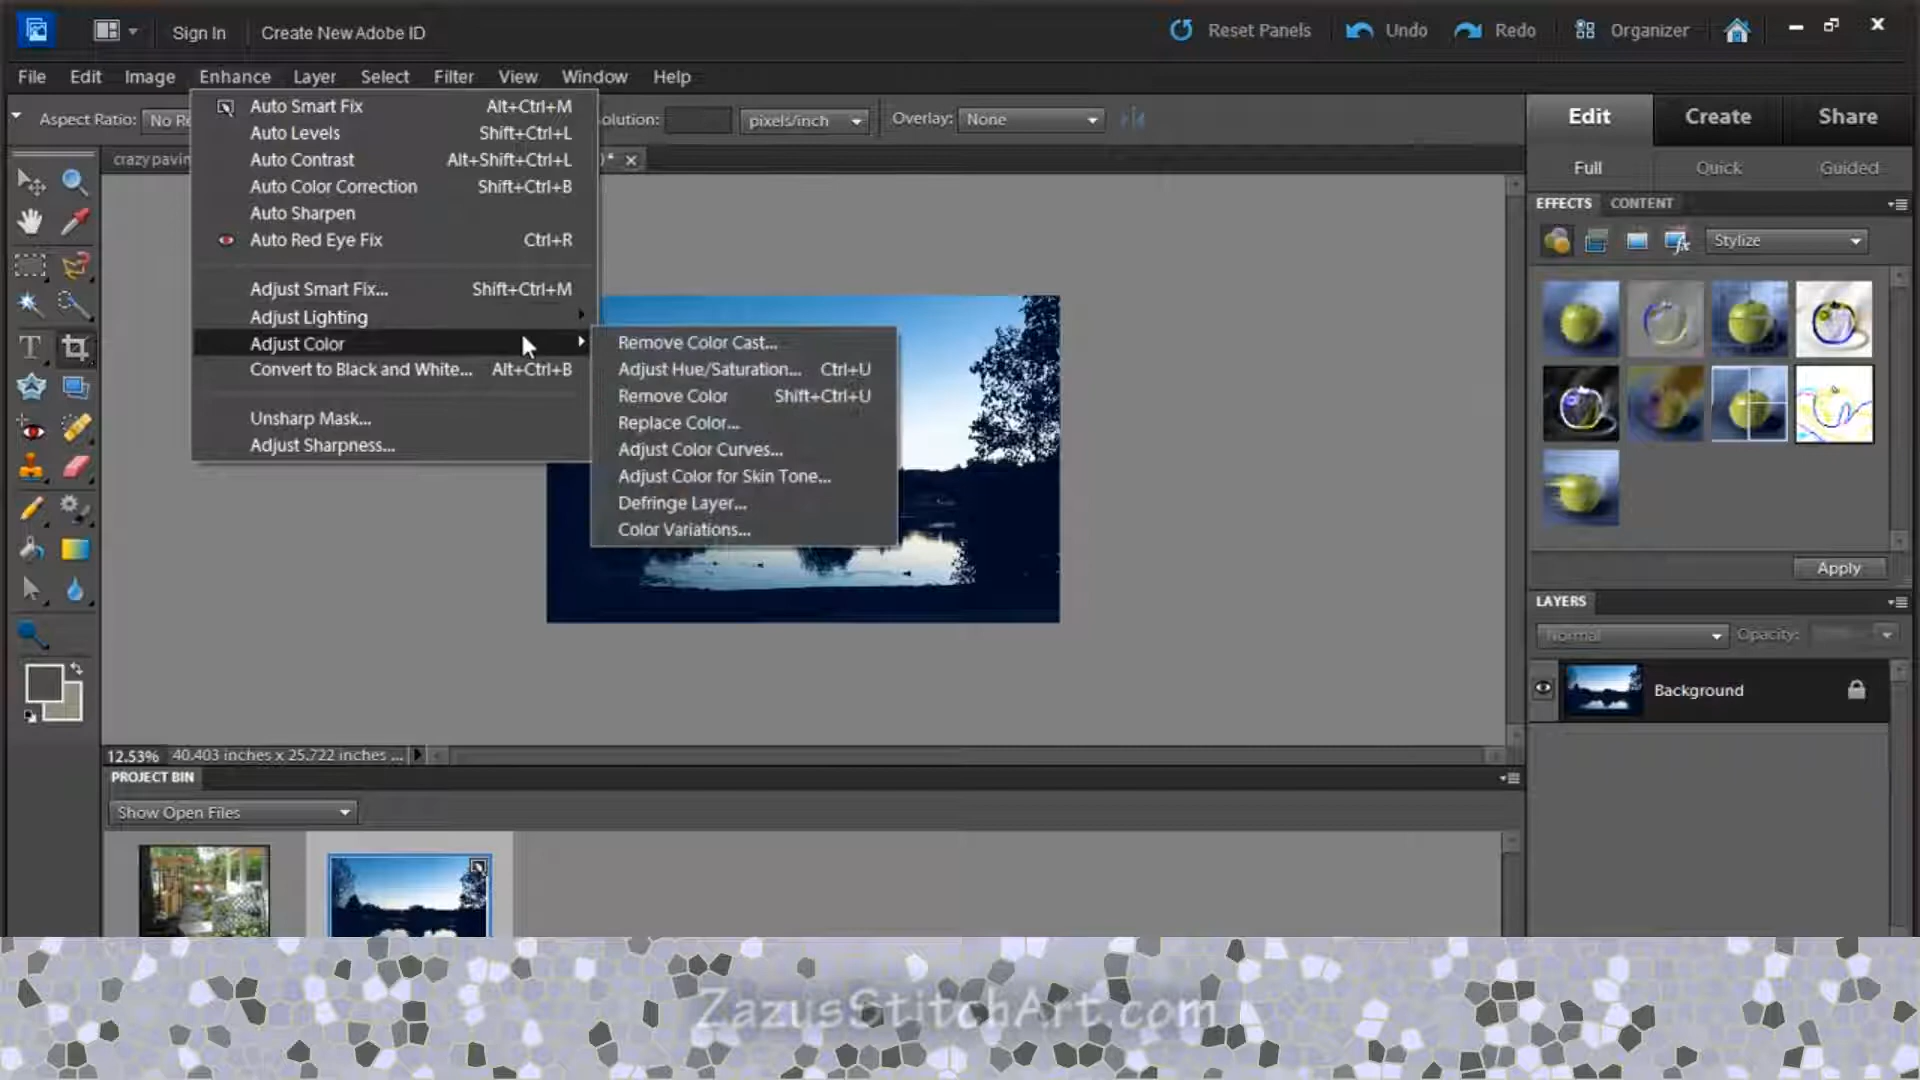 Sign In
Create New Adobe ID
Reset Panels
Undo
Redo
Organizer
File Edit Image Enhance Layer Select Filter View Window Help
Aspect Ratio: No Re
olution:
pixels/inch
Overlay: None
Edit
Create
Share
Full
Quick
Guided
crazy pavin
)*
Auto Smart Fix Alt+Ctrl+M
Auto Levels Shift+Ctrl+L
Auto Contrast Alt+Shift+Ctrl+L
Auto Color Correction Shift+Ctrl+B
Auto Sharpen
Auto Red Eye Fix Ctrl+R
Adjust Smart Fix... Shift+Ctrl+M
Adjust Lighting
Adjust Color
Convert to Black and White... Alt+Ctrl+B
Unsharp Mask...
Adjust Sharpness...
Remove Color Cast...
Adjust Hue/Saturation... Ctrl+U
Remove Color Shift+Ctrl+U
Replace Color...
Adjust Color Curves...
Adjust Color for Skin Tone...
Defringe Layer...
Color Variations...
EFFECTS CONTENT
Stylize
Apply
LAYERS
Normal
Opacity:
Background
12.53% 40.403 inches x 25.722 inches ...
PROJECT BIN
Show Open Files
ZazusStitchArt.com